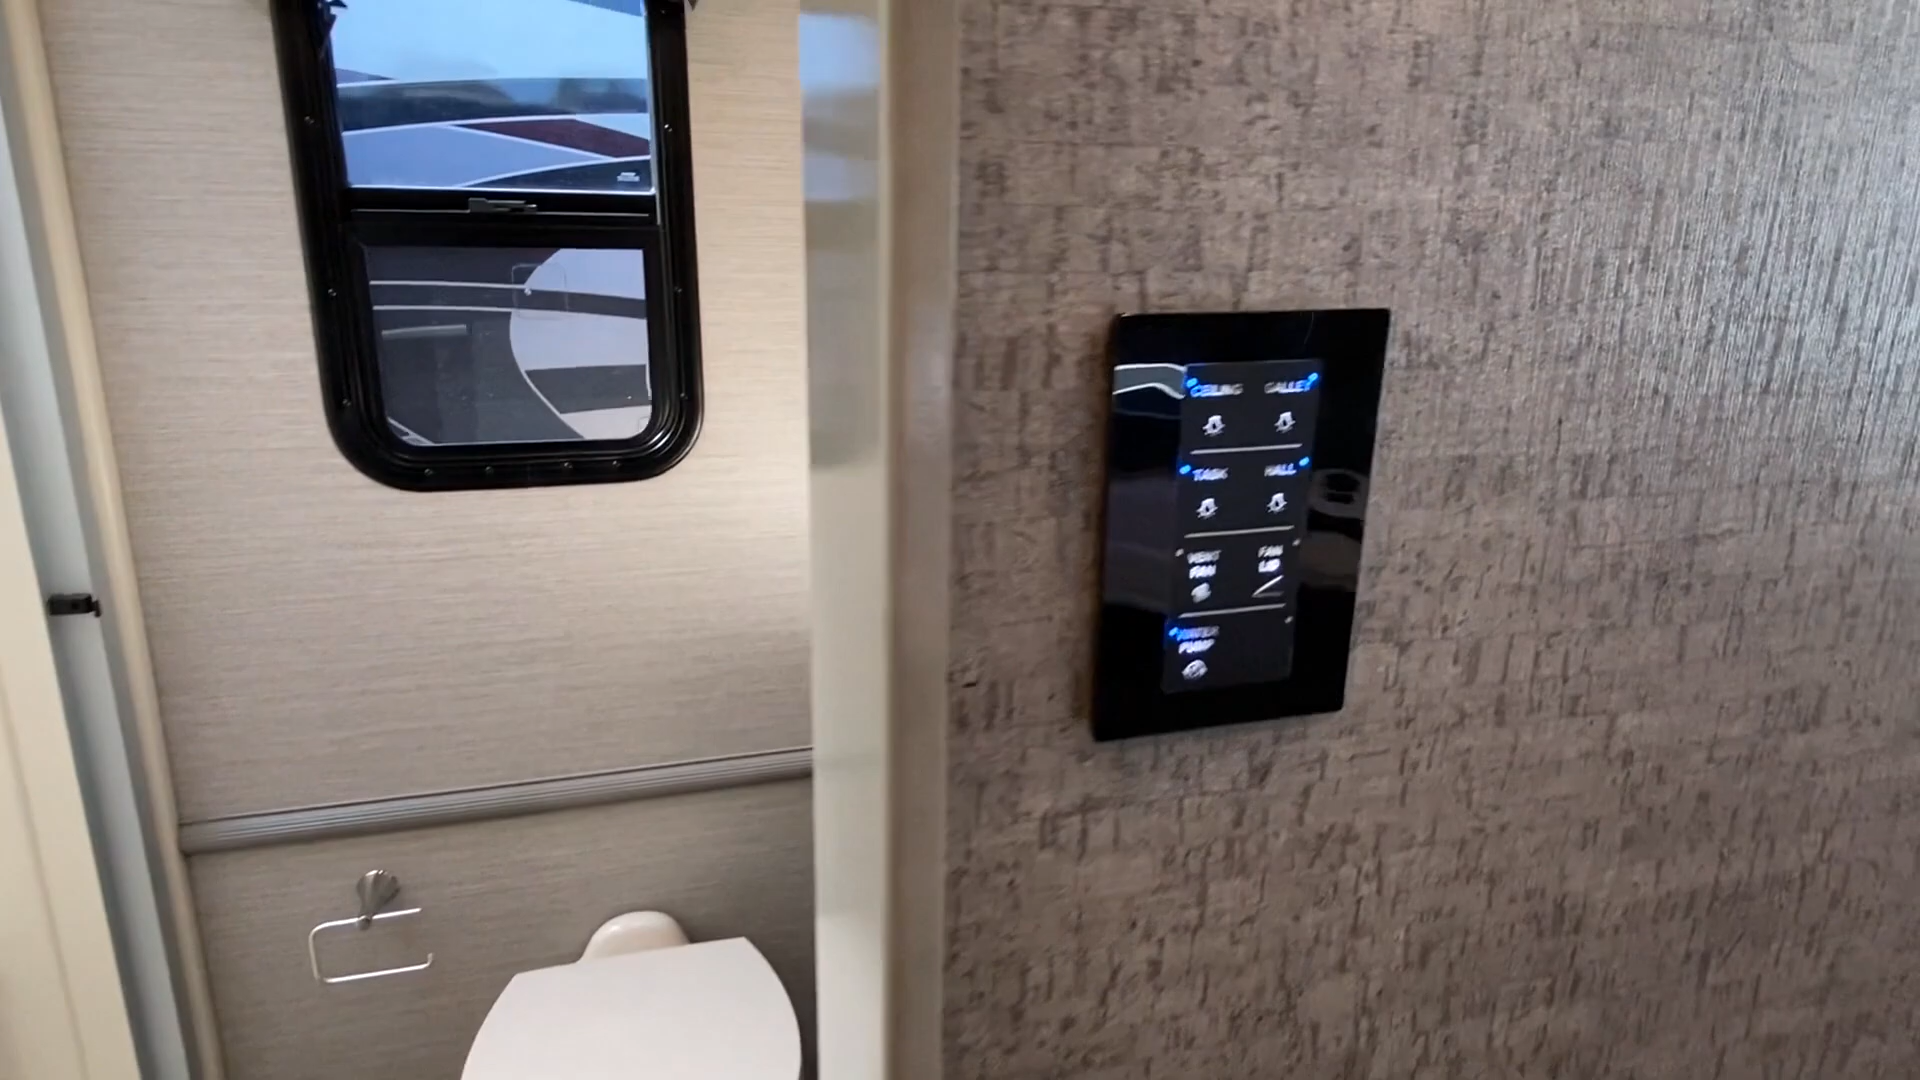 CEILING GALLEY
TASK HALL
VENT FAN
FAN LID
WATER PUMP